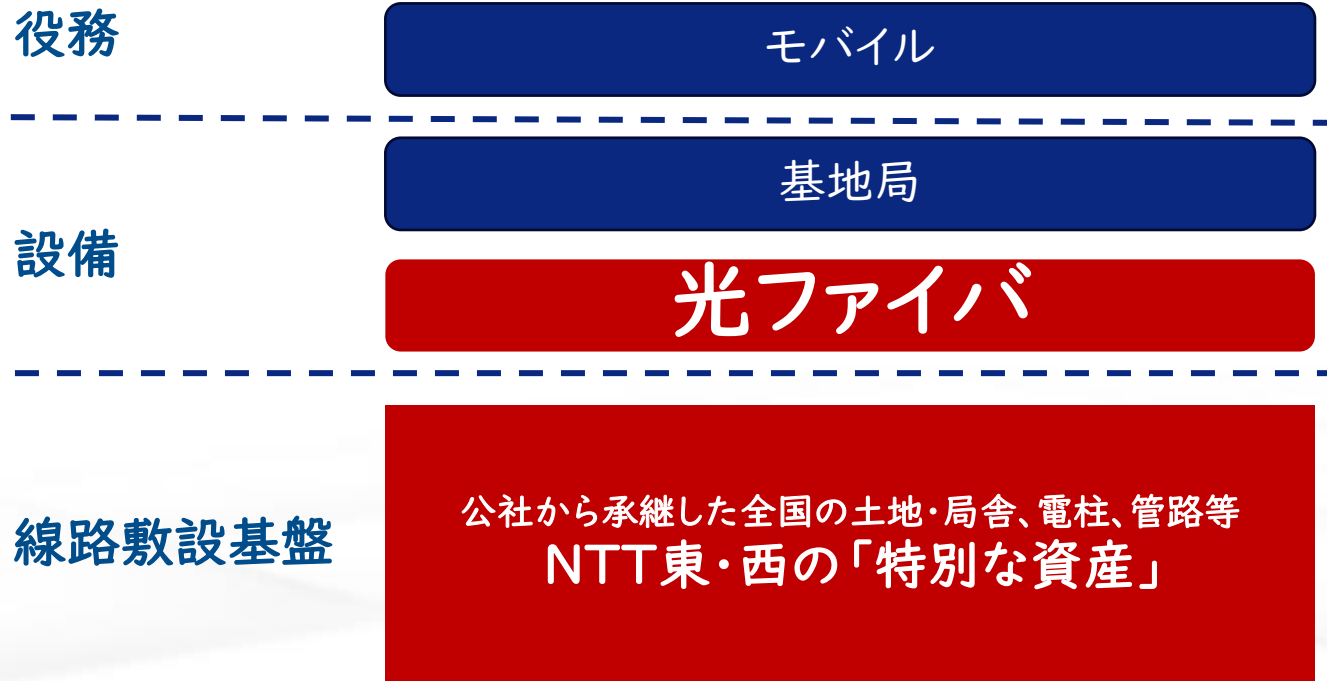 役務
モバイル
基地局
設備
光ファイバ
公社から承継した全国の土地・局舎、電柱、管路等
線路敷設基盤
NTT東・西の「特別な資産」